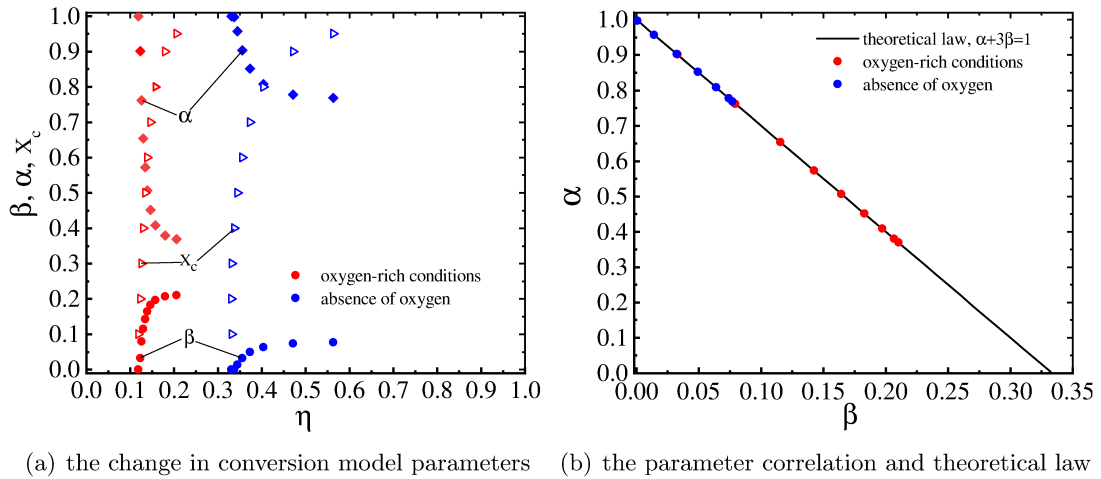 1.0
0.9
0.8
0.7
0.6
0.5
0.4
0.3
0.2
0.1
0.0
β, α, X_c
α
X_c
β
oxygen-rich conditions
absence of oxygen
0.0 0.1 0.2 0.3 0.4 0.5 0.6 0.7 0.8 0.9 1.0
η
(a) the change in conversion model parameters
1.0
0.9
0.8
0.7
0.6
0.5
0.4
0.3
0.2
0.1
0.0
α
theoretical law, α+3β=1
oxygen-rich conditions
absence of oxygen
0.00 0.05 0.10 0.15 0.20 0.25 0.30 0.35
β
(b) the parameter correlation and theoretical law